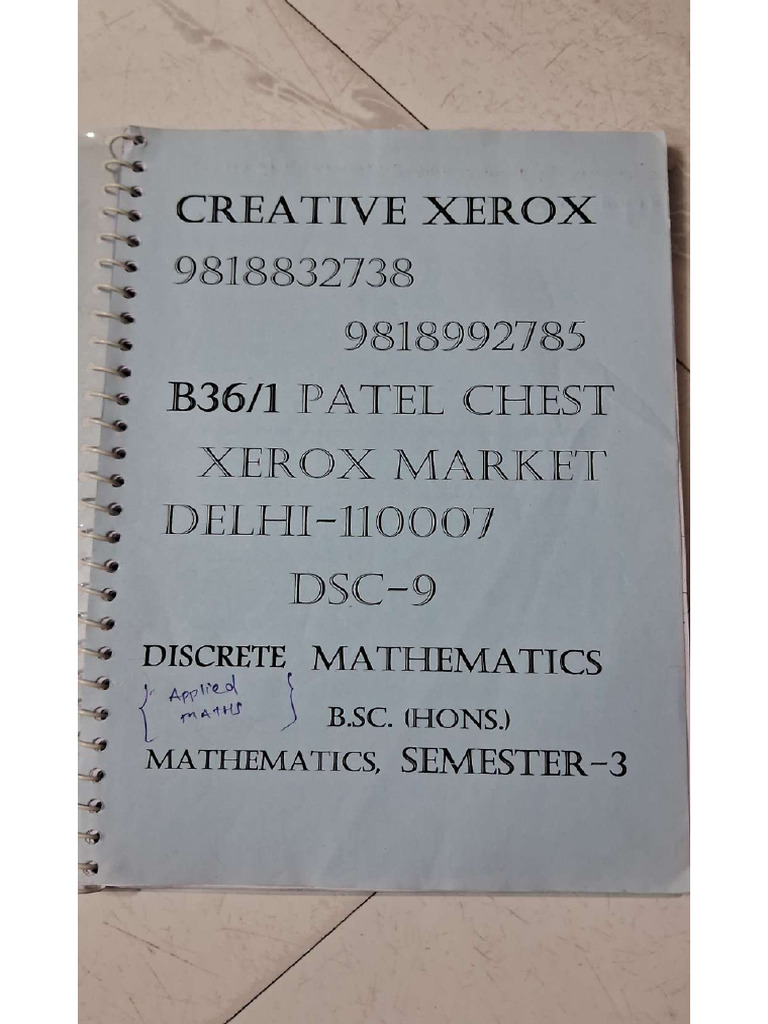 CREATIVE XEROX
9818832738
9818992785
B36/1 PATEL CHEST
XEROX MARKET
DELHI-110007
DSC-9
DISCRETE MATHEMATICS
{ Applied
MATHS }
B.SC. (HONS.)
MATHEMATICS, SEMESTER-3